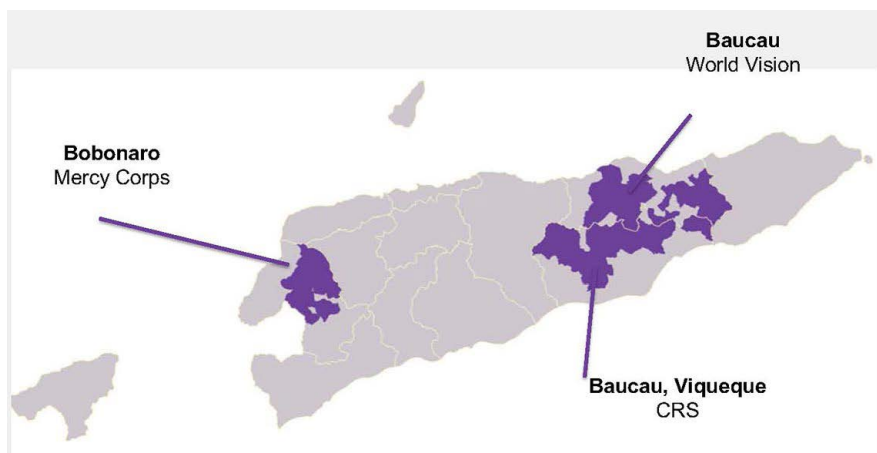 Baucau
World Vision
Bobonaro
Mercy Corps
Baucau, Viqueque
CRS